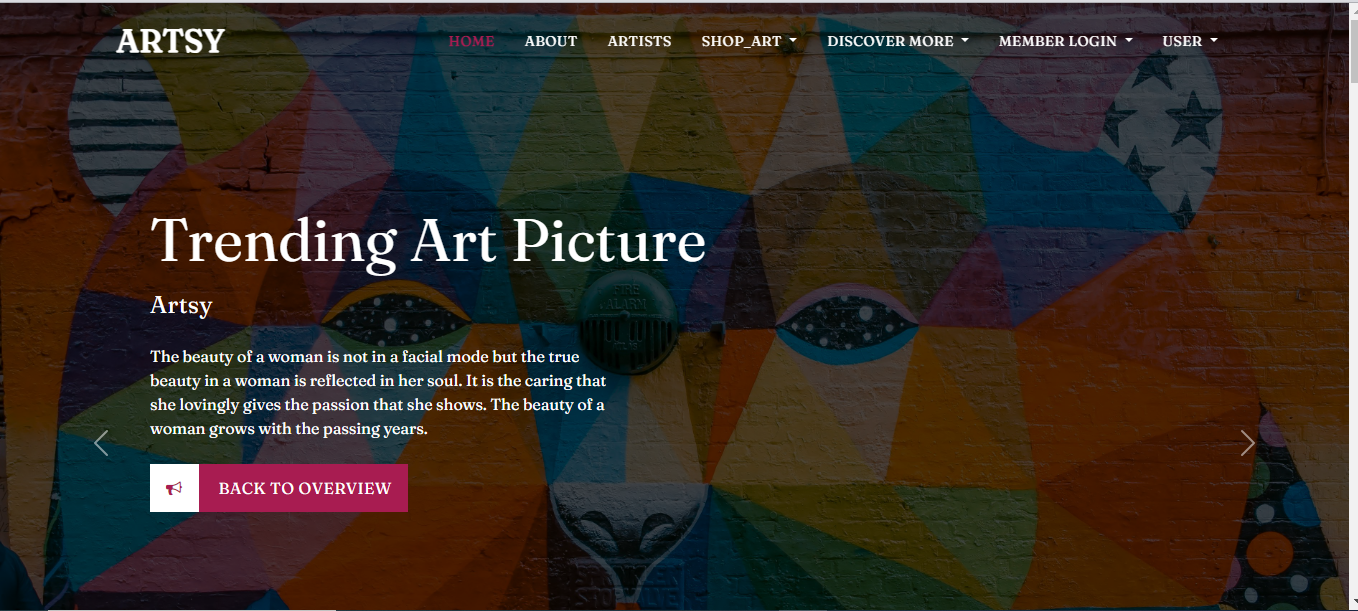 ARTSY
HOME ABOUT ARTISTS SHOP_ART DISCOVER MORE MEMBER LOGIN USER
Trending Art Picture
FIRE
ALARM
Artsy
The beauty of a woman is not in a facial mode but the true
beauty in a woman is reflected in her soul. It is the caring that
she lovingly gives the passion that she shows. The beauty of a
woman grows with the passing years.
BACK TO OVERVIEW